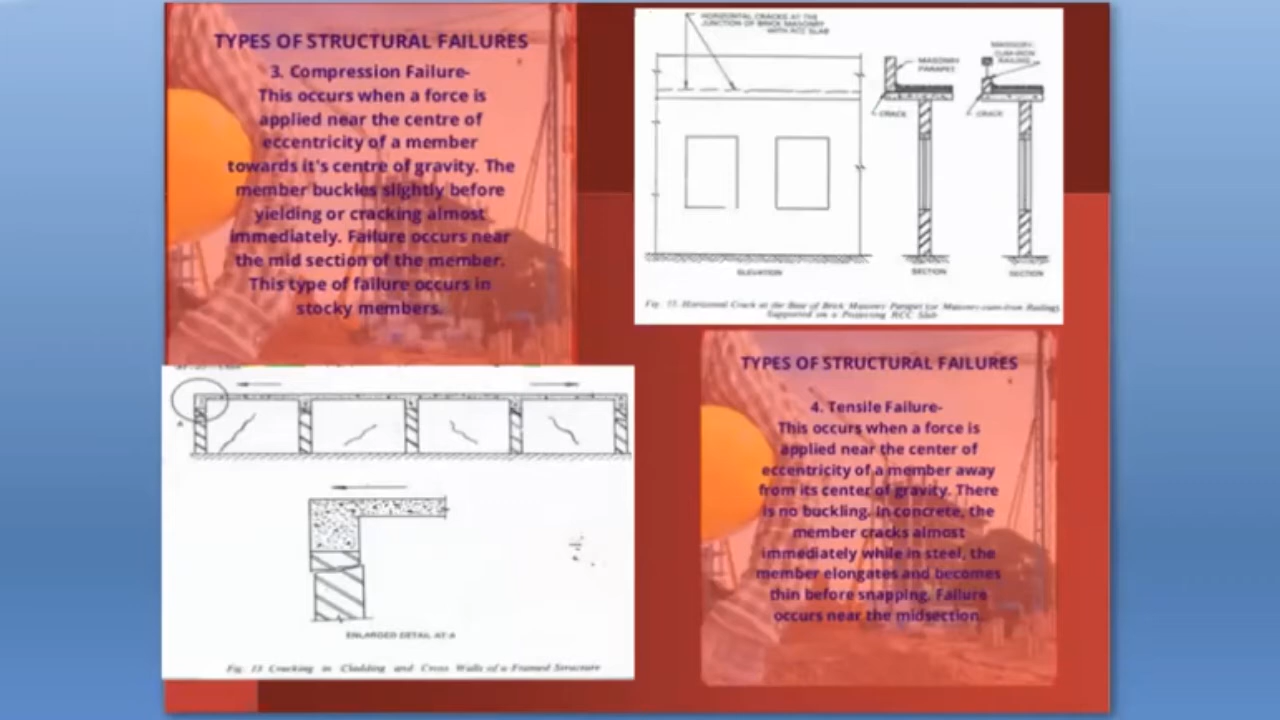 TYPES OF STRUCTURAL FAILURES
3. Compression Failure-
This occurs when a force is
applied near the centre of
eccentricity of a member
towards it's centre of gravity. The
member buckles slightly before
yielding or cracking almost
immediately. Failure occurs near
the mid section of the member.
This type of failure occurs in
stocky members.
HORIZONTAL CRACKS AT THE
JUNCTION OF BRICK MASONRY
WITH RCC SLAB
MASONRY
PARAPET
MASONRY-
CUM-IRON
RAILING
CRACK
CRACK
ELEVATION
SECTION
SECTION
Horizontal Crack at the Base of Brick Masonry Parapet (or Masonry-cum-Iron Railing)
Supported on a Projecting RCC Slab
A
ENLARGED DETAIL AT-A
Fig. 13 Cracking in Cladding and Cross Walls of a Framed Structure
TYPES OF STRUCTURAL FAILURES
4. Tensile Failure-
This occurs when a force is
applied near the center of
eccentricity of a member away
from its center of gravity. There
is no buckling. In concrete, the
member cracks almost
immediately while in steel, the
member elongates and becomes
thin before snapping. Failure
occurs near the midsection.